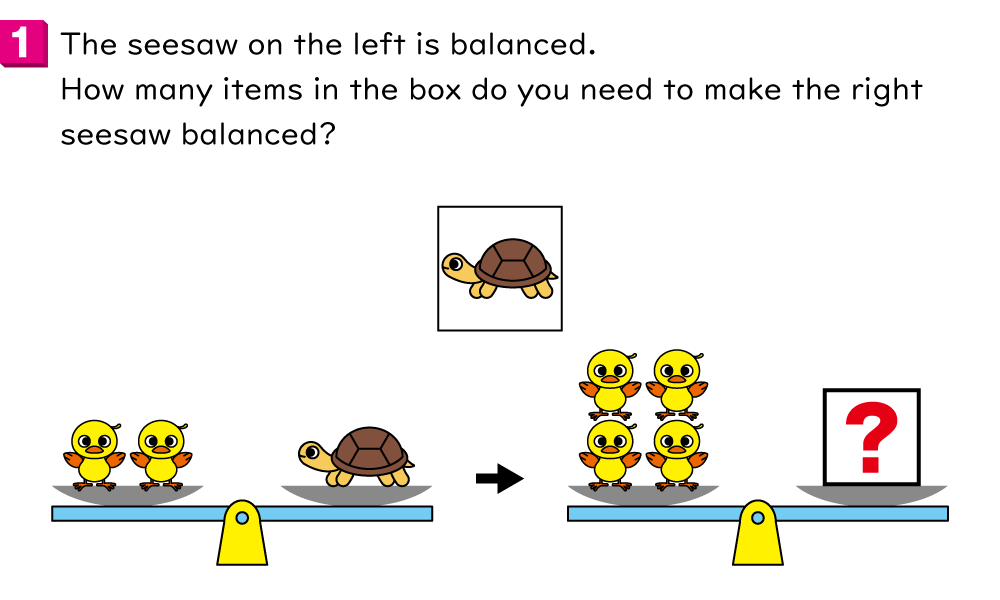 1 The seesaw on the left is balanced.
How many items in the box do you need to make the right
seesaw balanced?
?